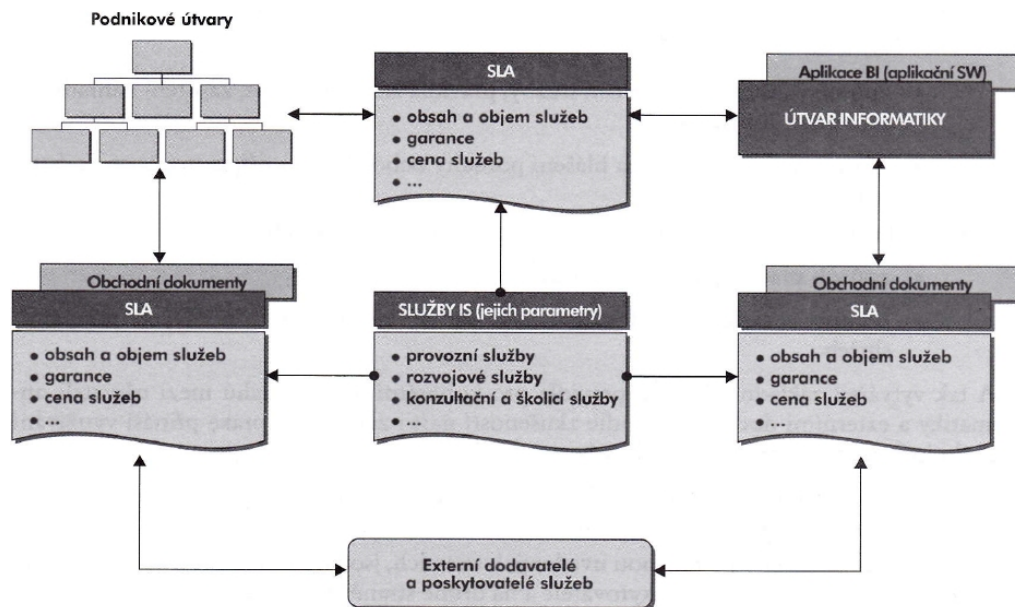 Podnikové útvary
SLA
• obsah a objem služeb
• garance
• cena služeb
• ...
Aplikace BI (aplikační SW)
ÚTVAR INFORMATIKY
Obchodní dokumenty
SLA
• obsah a objem služeb
• garance
• cena služeb
• ...
SLUŽBY IS (jejich parametry)
• provozní služby
• rozvojové služby
• konzultační a školicí služby
• ...
Obchodní dokumenty
SLA
• obsah a objem služeb
• garance
• cena služeb
• ...
Externí dodavatelé
a poskytovatelé služeb